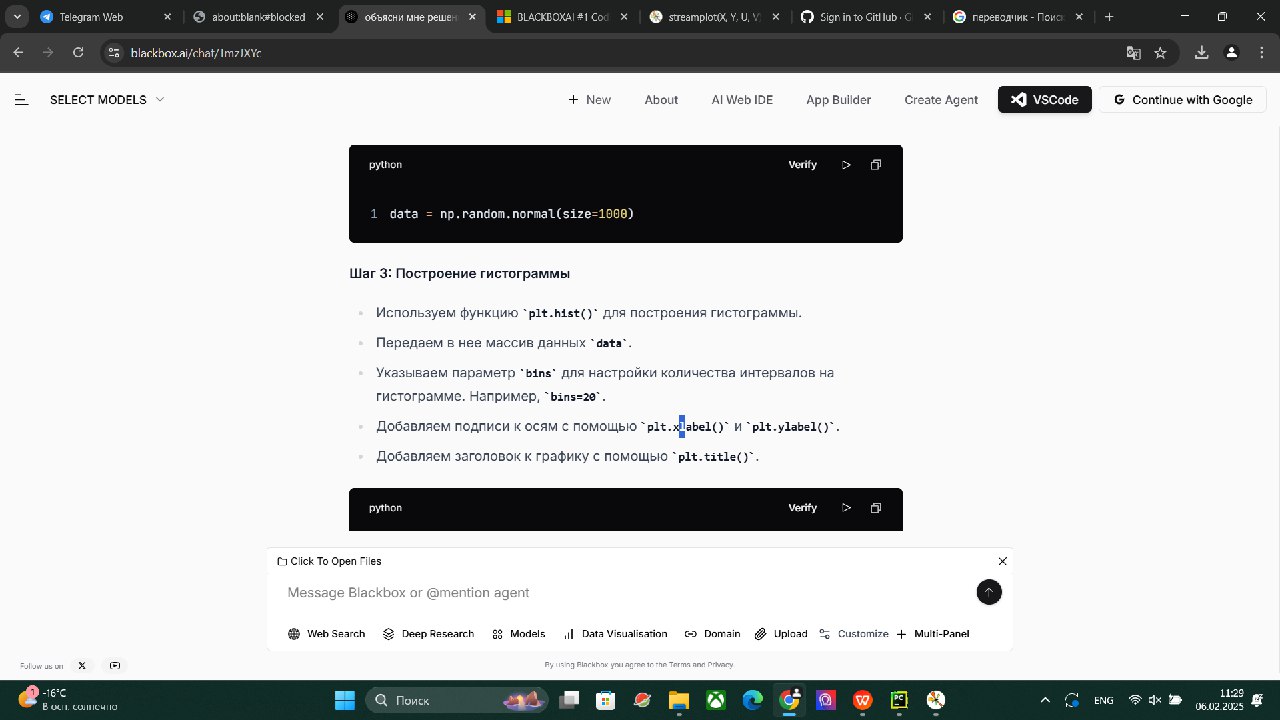 Telegram Web
about:blank#blocked
объясни мне решен
BLACKBOXAI #1 Cod
streamplot(X, Y, U, V
Sign in to GitHub · G
переводчик - Поиск
blackbox.ai/chat/1mzJXYc
SELECT MODELS
New
About
AI Web IDE
App Builder
Create Agent
VSCode
Continue with Google
python
Verify
1 data = np.random.normal(size=1000)
Шаг 3: Построение гистограммы
Используем функцию `plt.hist()` для построения гистограммы.
Передаем в нее массив данных `data`.
Указываем параметр `bins` для настройки количества интервалов на
гистограмме. Например, `bins=20`.
Добавляем подписи к осям с помощью `plt.xlabel()` и `plt.ylabel()`.
Добавляем заголовок к графику с помощью `plt.title()`.
python
Verify
Click To Open Files
Message Blackbox or @mention agent
Web Search
Deep Research
Models
Data Visualisation
Domain
Upload
Customize
Multi-Panel
Follow us on
By using Blackbox you agree to the Terms and Privacy
1
-16°C
В осн. солнечно
Поиск
ENG
11:29
06.02.2025